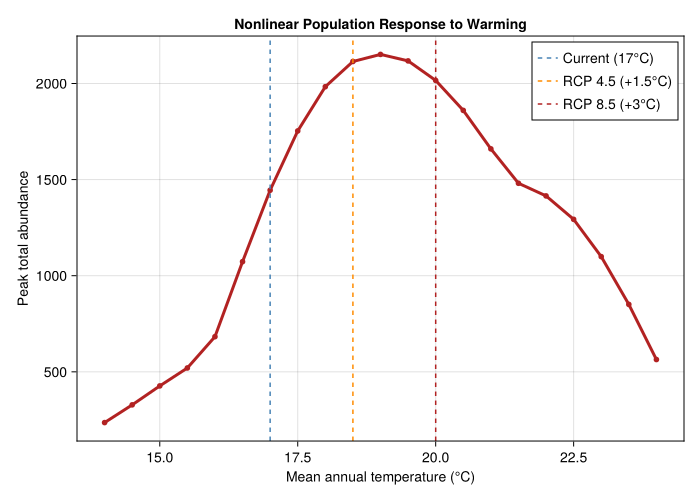 Nonlinear Population Response to Warming
Current (17°C)
RCP 4.5 (+1.5°C)
RCP 8.5 (+3°C)
Peak total abundance
2000
1500
1000
500
15.0
17.5
20.0
22.5
Mean annual temperature (°C)